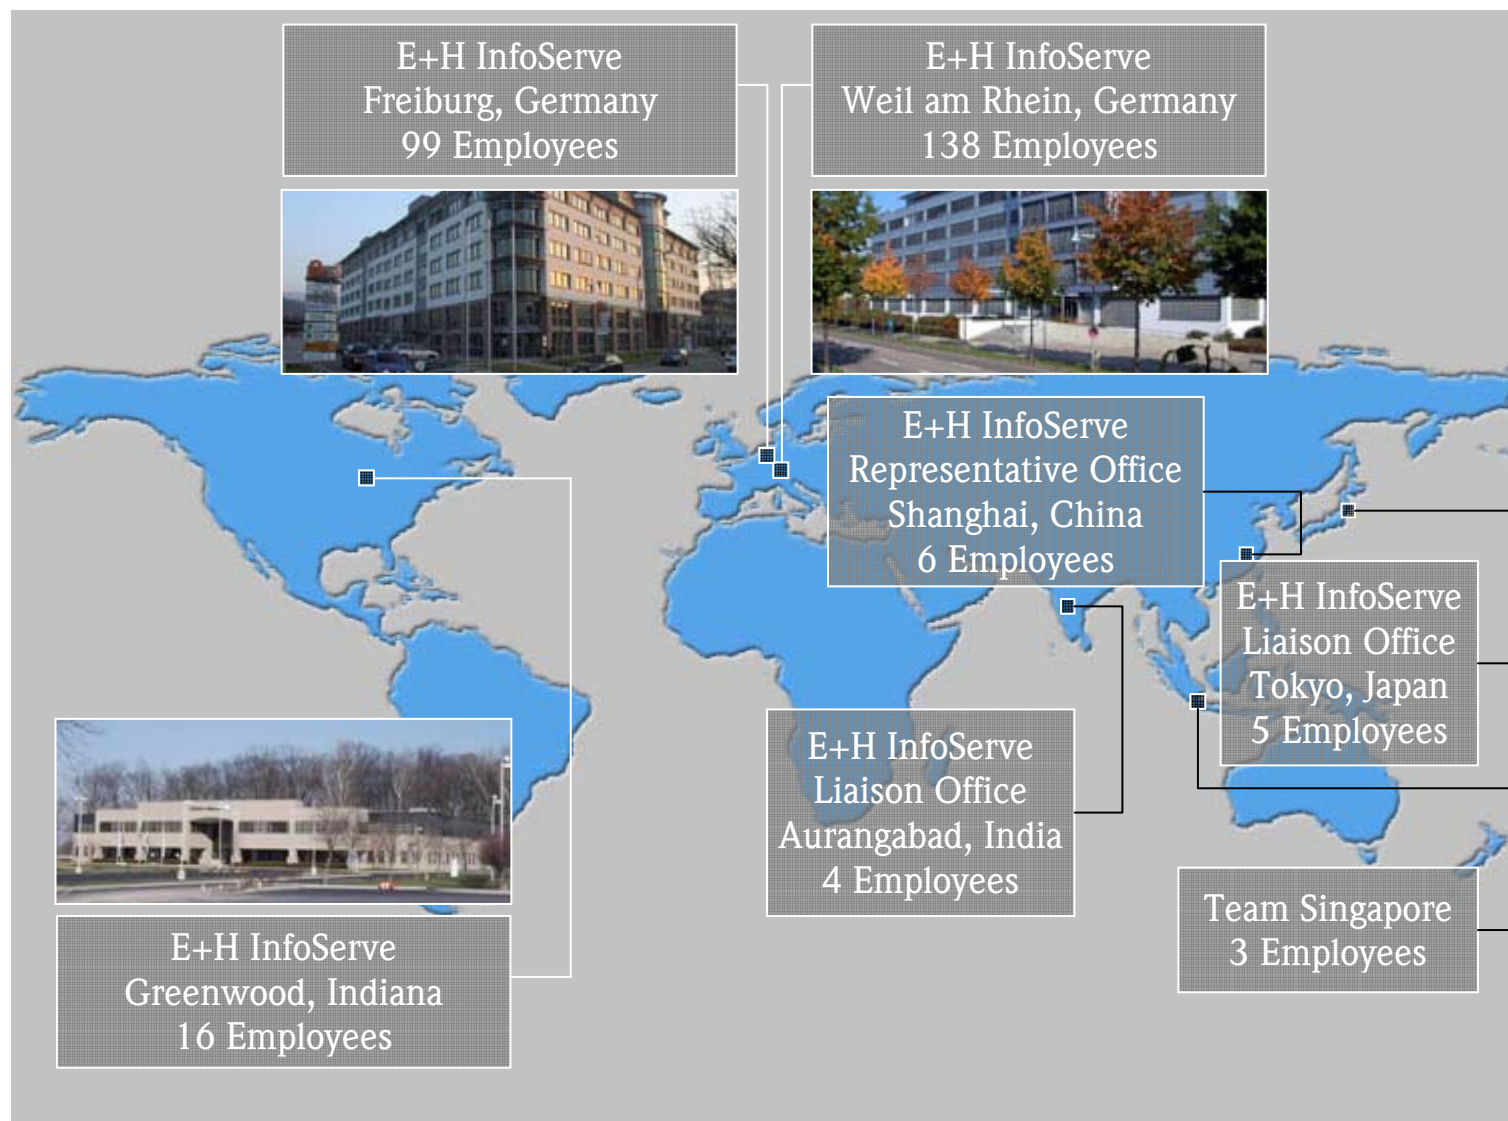 E+H InfoServe
Freiburg, Germany
99 Employees
E+H InfoServe
Weil am Rhein, Germany
138 Employees
E+H InfoServe
Representative Office
Shanghai, China
6 Employees
E+H InfoServe
Liaison Office
Tokyo, Japan
5 Employees
E+H InfoServe
Liaison Office
Aurangabad, India
4 Employees
Team Singapore
3 Employees
E+H InfoServe
Greenwood, Indiana
16 Employees